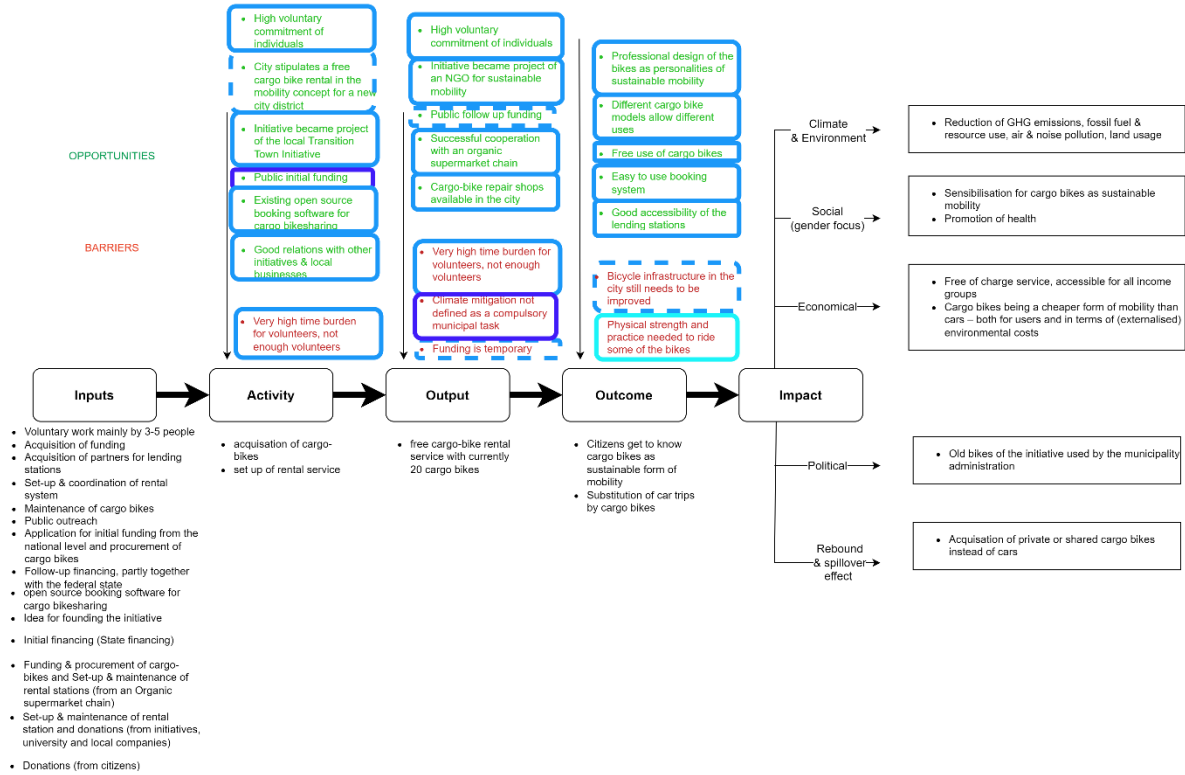 OPPORTUNITIES
BARRIERS
• High voluntary
commitment of
individuals
• City stipulates a free
cargo bike rental in the
mobility concept for a new
city district
• Initiative became project
of the local Transition
Town Initiative
• Public initial funding
• Existing open source
booking software for
cargo bikesharing
• Good relations with other
initiatives & local
businesses
• Very high time burden
for volunteers, not
enough volunteers
• High voluntary
commitment of individuals
• Initiative became project of
an NGO for sustainable
mobility
• Public follow up funding
• Successful cooperation
with an organic
supermarket chain
• Cargo-bike repair shops
available in the city
• Very high time burden for
volunteers, not enough
volunteers
• Climate mitigation not
defined as a compulsory
municipal task
• Funding is temporary
• Professional design of the
bikes as personalities of
sustainable mobility
• Different cargo bike
models allow different
uses
• Free use of cargo bikes
• Easy to use booking
system
• Good accessibility of the
lending stations
• Bicycle infrastructure in the
city still needs to be
improved
Physical strength and
practice needed to ride
some of the bikes
Inputs
Activity
Output
Outcome
Impact
• Voluntary work mainly by 3-5 people
• Acquisition of funding
• Acquisition of partners for lending
stations
• Set-up & coordination of rental
system
• Maintenance of cargo bikes
• Public outreach
• Application for initial funding from the
national level and procurement of
cargo bikes
• Follow-up financing, partly together
with the federal state
• open source booking software for
cargo bikesharing
• Idea for founding the initiative
• Initial financing (State financing)
• Funding & procurement of cargo-
bikes and Set-up & maintenance of
rental stations (from an Organic
supermarket chain)
• Set-up & maintenance of rental
station and donations (from initiatives,
university and local companies)
• Donations (from citizens)
• acquisation of cargo-
bikes
• set up of rental service
• free cargo-bike rental
service with currently
20 cargo bikes
• Citizens get to know
cargo bikes as
sustainable form of
mobility
• Substitution of car trips
by cargo bikes
Climate
& Environment
• Reduction of GHG emissions, fossil fuel &
resource use, air & noise pollution, land usage
Social
(gender focus)
• Sensibilisation for cargo bikes as sustainable
mobility
• Promotion of health
Economical
• Free of charge service, accessible for all income
groups
• Cargo bikes being a cheaper form of mobility than
cars – both for users and in terms of (externalised)
environmental costs
Political
• Old bikes of the initiative used by the municipality
administration
Rebound
& spillover
effect
• Acquisation of private or shared cargo bikes
instead of cars